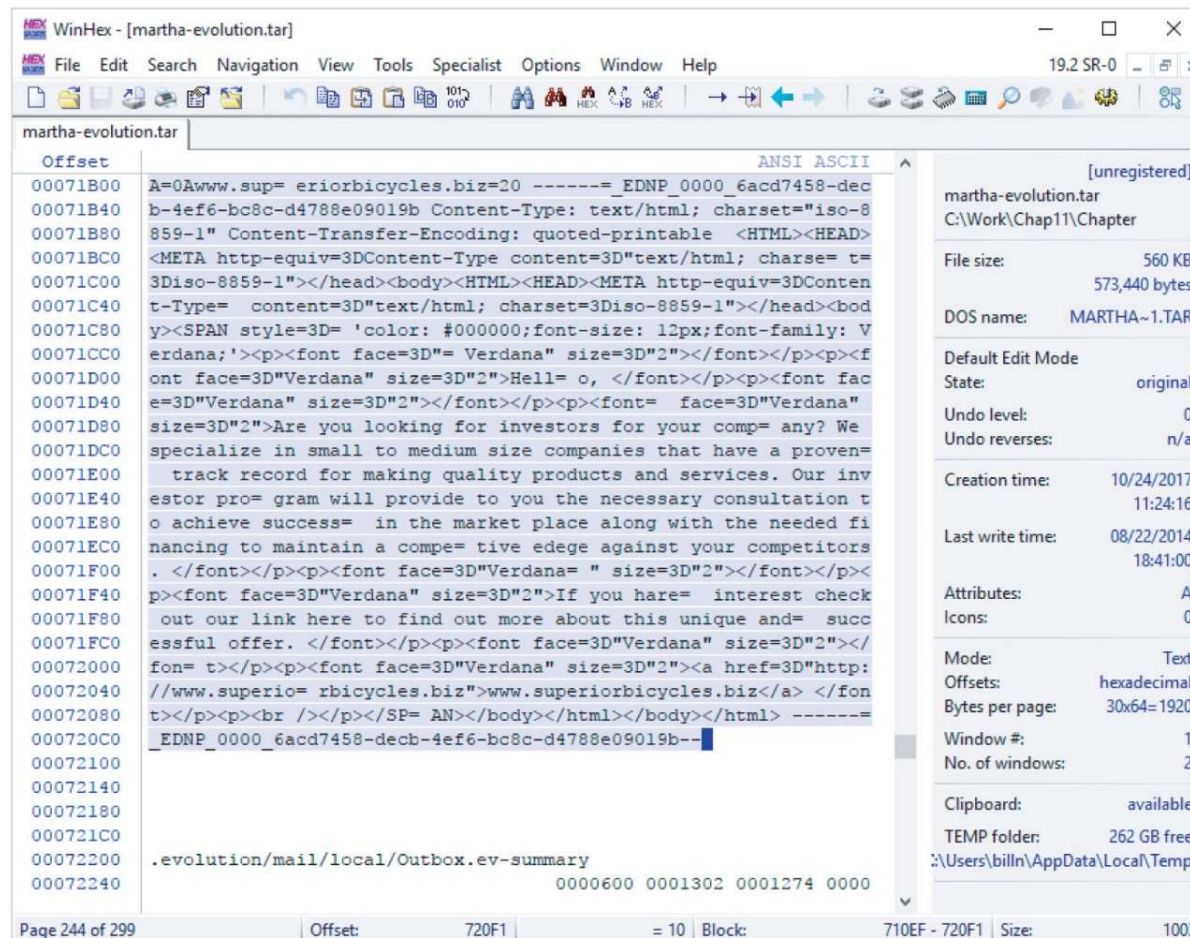 WinHex - [martha-evolution.tar]
File Edit Search Navigation View Tools Specialist Options Window Help 19.2 SR-0
martha-evolution.tar
Offset ANSI ASCII
00071B00 A=0Awww.sup= eriorbicycles.biz=20 ------=_EDNP_0000_6acd7458-dec
00071B40 b-4ef6-bc8c-d4788e09019b Content-Type: text/html; charset="iso-8
00071B80 859-1" Content-Transfer-Encoding: quoted-printable <HTML><HEAD>
00071BC0 <META http-equiv=3DContent-Type content=3D"text/html; charse= t=
00071C00 3Diso-8859-1"></head><body><HTML><HEAD><META http-equiv=3DConten
00071C40 t-Type= content=3D"text/html; charset=3Diso-8859-1"></head><bod
00071C80 y><SPAN style=3D= 'color: #000000;font-size: 12px;font-family: V
00071CC0 erdana;'><p><font face=3D"= Verdana" size=3D"2"></font></p><p><f
00071D00 ont face=3D"Verdana" size=3D"2">Hell= o, </font></p><p><font fac
00071D40 e=3D"Verdana" size=3D"2"></font></p><p><font= face=3D"Verdana"
00071D80 size=3D"2">Are you looking for investors for your comp= any? We
00071DC0 specialize in small to medium size companies that have a proven=
00071E00 track record for making quality products and services. Our inv
00071E40 estor pro= gram will provide to you the necessary consultation t
00071E80 o achieve success= in the market place along with the needed fi
00071EC0 nancing to maintain a compe= tive edege against your competitors
00071F00 . </font></p><p><font face=3D"Verdana= " size=3D"2"></font></p><
00071F40 p><font face=3D"Verdana" size=3D"2">If you hare= interest check
00071F80 out our link here to find out more about this unique and= succ
00071FC0 essful offer. </font></p><p><font face=3D"Verdana" size=3D"2"></
00072000 fon= t></p><p><font face=3D"Verdana" size=3D"2"><a href=3D"http:
00072040 //www.superio= rbicycles.biz">www.superiorbicycles.biz</a> </fon
00072080 t></p><p><br /></p></SP= AN></body></html></body></html> ------=
000720C0 _EDNP_0000_6acd7458-decb-4ef6-bc8c-d4788e09019b--
00072100
00072140
00072180
000721C0
00072200 .evolution/mail/local/Outbox.ev-summary
00072240 0000600 0001302 0001274 0000
[unregistered]
martha-evolution.tar
C:\Work\Chap11\Chapter
File size: 560 KB
573,440 bytes
DOS name: MARTHA~1.TAR
Default Edit Mode
State: original
Undo level: 0
Undo reverses: n/a
Creation time: 10/24/2017
11:24:16
Last write time: 08/22/2014
18:41:00
Attributes: A
Icons: 0
Mode: Text
Offsets: hexadecimal
Bytes per page: 30x64=1920
Window #: 1
No. of windows: 2
Clipboard: available
TEMP folder: 262 GB free
:\Users\billn\AppData\Local\Temp
Page 244 of 299 Offset: 720F1 = 10 Block: 710EF - 720F1 Size: 100